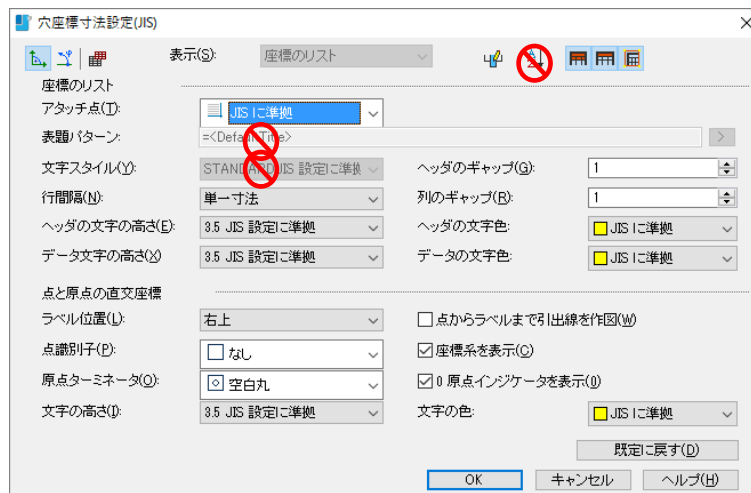 穴座標寸法設定(JIS)
表示(S): 座標のリスト
座標のリスト
アタッチ点(T): JIS に準拠
表題パターン: =<DefaultTitle> >
文字スタイル(Y): STANDARD JIS 設定に準拠 ヘッダのギャップ(G): 1
行間隔(N): 単一寸法 列のギャップ(R): 1
ヘッダの文字の高さ(E): 3.5 JIS 設定に準拠 ヘッダの文字色: JIS に準拠
データ文字の高さ(X) 3.5 JIS 設定に準拠 データの文字色: JIS に準拠
点と原点の直交座標
ラベル位置(L): 右上 点からラベルまで引出線を作図(W)
点識別子(P): なし 座標系を表示(C)
原点ターミネータ(O): 空白丸 0 原点インジケータを表示(0)
文字の高さ(I): 3.5 JIS 設定に準拠 文字の色: JIS に準拠
既定に戻す(D)
OK キャンセル ヘルプ(H)